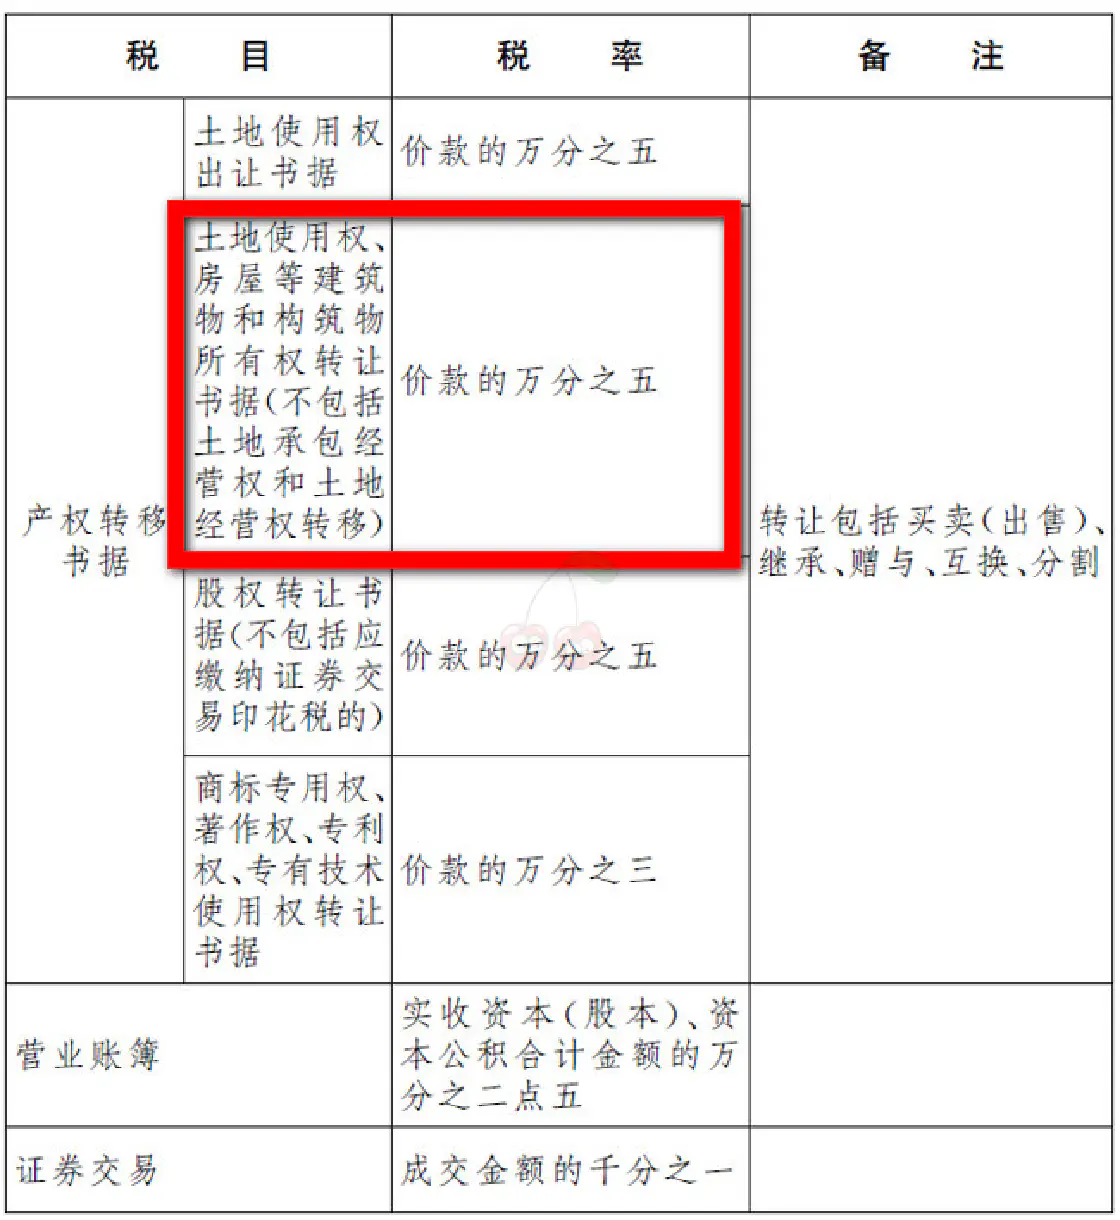 税 目
税 率
备 注
产权转移
书据
土地使用权
出让书据
价款的万分之五
土地使用权、
房屋等建筑
物和构筑物
所有权转让
书据(不包括
土地承包经
营权和土地
经营权转移)
价款的万分之五
股权转让书
据(不包括应
缴纳证券交
易印花税的)
价款的万分之五
商标专用权、
著作权、专利
权、专有技术
使用权转让
书据
价款的万分之三
转让包括买卖(出售)、
继承、赠与、互换、分割
营业账簿
实收资本(股本)、资
本公积合计金额的万
分之二点五
证券交易
成交金额的千分之一